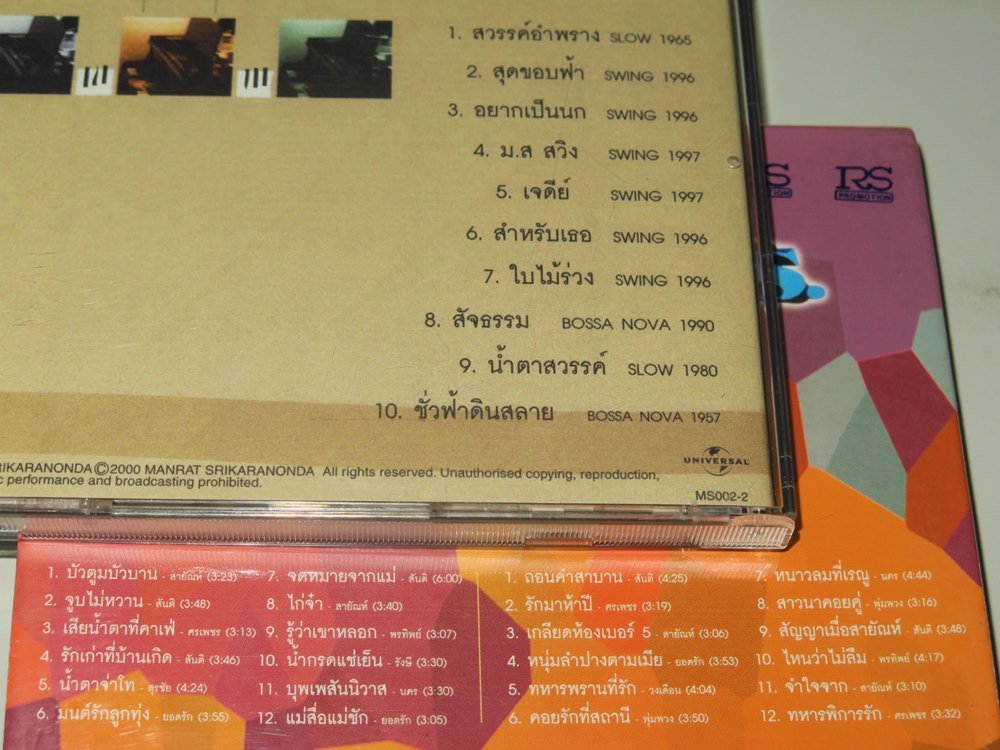 1. สวรรค์อำพราง SLOW 1965
2. สุดขอบฟ้า SWING 1996
3. อยากเป็นนก SWING 1996
4. ม.ส สวิง SWING 1997
5. เจดีย์ SWING 1997
6. สำหรับเธอ SWING 1996
7. ใบไม้ร่วง SWING 1996
8. สัจธรรม BOSSA NOVA 1990
9. น้ำตาสวรรค์ SLOW 1980
10. ชั่วฟ้าดินสลาย BOSSA NOVA 1957
UNIVERSAL
RIKARANONDA©2000 MANRAT SRIKARANONDA All rights reserved. Unauthorised copying, reproduction,
c performance and broadcasting prohibited.
MS002-2
RS
PROMOTION
1. บัวตูมบัวบาน - สายัณห์ (3:23)
2. จูบไม่หวาน - สันติ (3:48)
3. เสียน้ำตาที่คาเฟ่ - ศรเพชร (3:13)
4. รักเก่าที่บ้านเกิด - สันติ (3:46)
5. น้ำตาจ่าโท - สุรชัย (4:24)
6. มนต์รักลูกทุ่ง - ยอดรัก (3:55)
7. จดหมายจากแม่ - สันติ (6:00)
8. ไก่จ๋า - สายัณห์ (3:40)
9. รู้ว่าเขาหลอก - พรทิพย์ (3:07)
10. น้ำกรดแช่เย็น - รังษี (3:30)
11. บุพเพสันนิวาส - นคร (3:30)
12. แม่สื่อแม่ชัก - ยอดรัก (3:05)
1. ถอนคำสาบาน - สันติ (4:25)
2. รักมาห้าปี - ศรเพชร (3:19)
3. เกลียดห้องเบอร์ 5 - สายัณห์ (3:06)
4. หนุ่มลำปางตามเมีย - ยอดรัก (3:53)
5. ทหารพรานที่รัก - วงเดือน (4:04)
6. คอยรักที่สถานี - พุ่มพวง (3:50)
7. หนาวลมที่เรณู - นคร (4:44)
8. สาวนาคอยคู่ - พุ่มพวง (3:16)
9. สัญญาเมื่อสายัณห์ - สันติ (3:48)
10. ไหนว่าไม่ลืม - พรทิพย์ (4:17)
11. จำใจจาก - สายัณห์ (3:10)
12. ทหารพิการรัก - ศรเพชร (3:32)